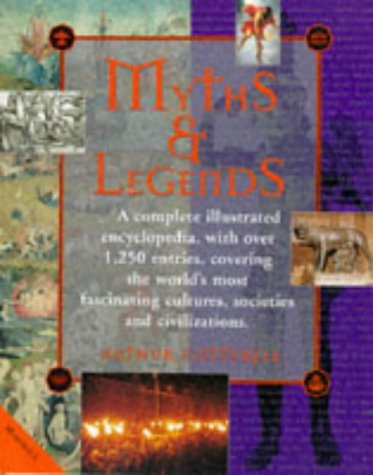 MYTHS
&
LEGENDS
A complete illustrated
encyclopedia, with over
1,250 entries, covering
the world's most
fascinating cultures, societies
and civilizations.
ARTHUR COTTERELL